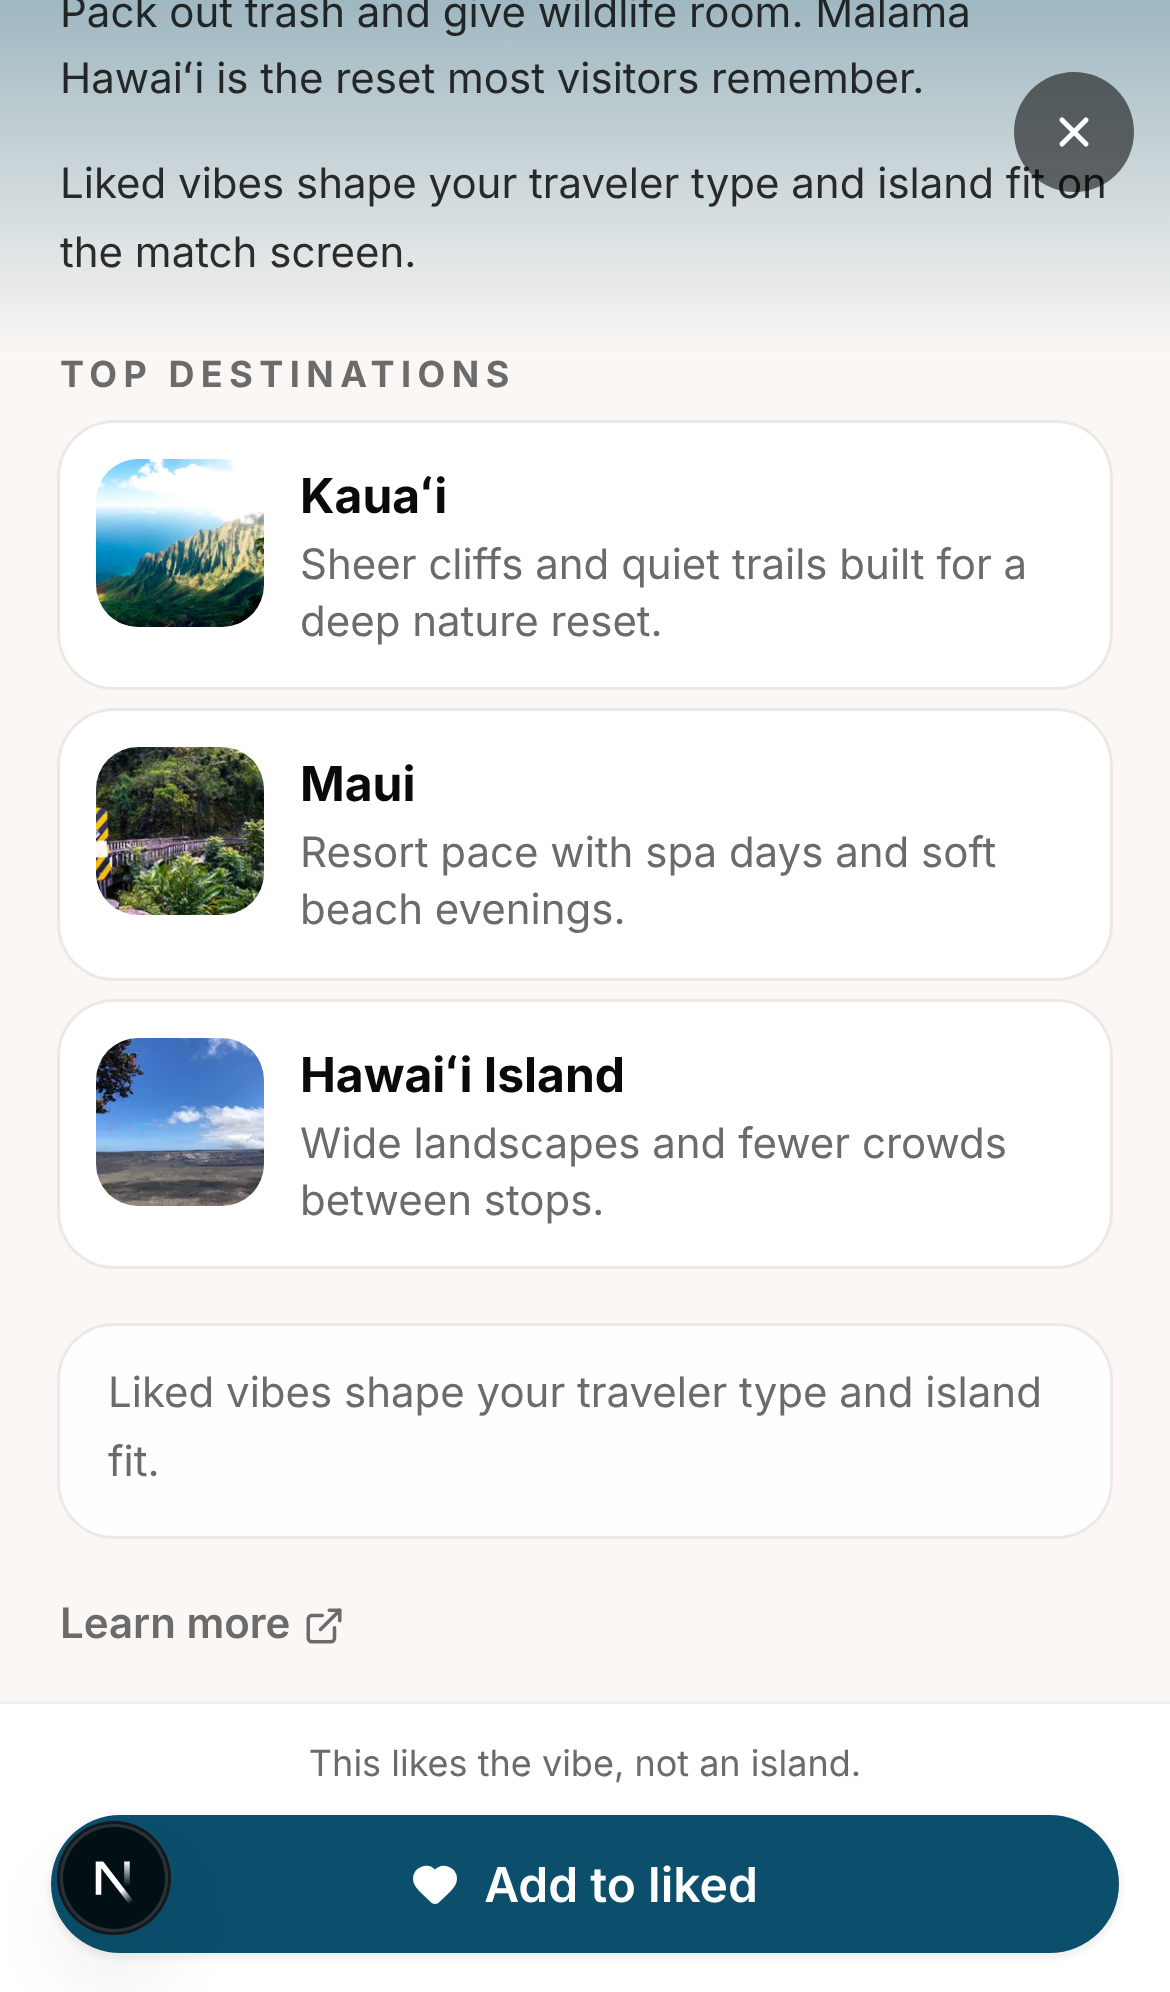 Pack out trash and give wildlife room. Malama
Hawaiʻi is the reset most visitors remember.
Liked vibes shape your traveler type and island fit on
the match screen.
TOP DESTINATIONS
Kauaʻi
Sheer cliffs and quiet trails built for a
deep nature reset.
Maui
Resort pace with spa days and soft
beach evenings.
Hawaiʻi Island
Wide landscapes and fewer crowds
between stops.
Liked vibes shape your traveler type and island
fit.
Learn more
This likes the vibe, not an island.
N
Add to liked